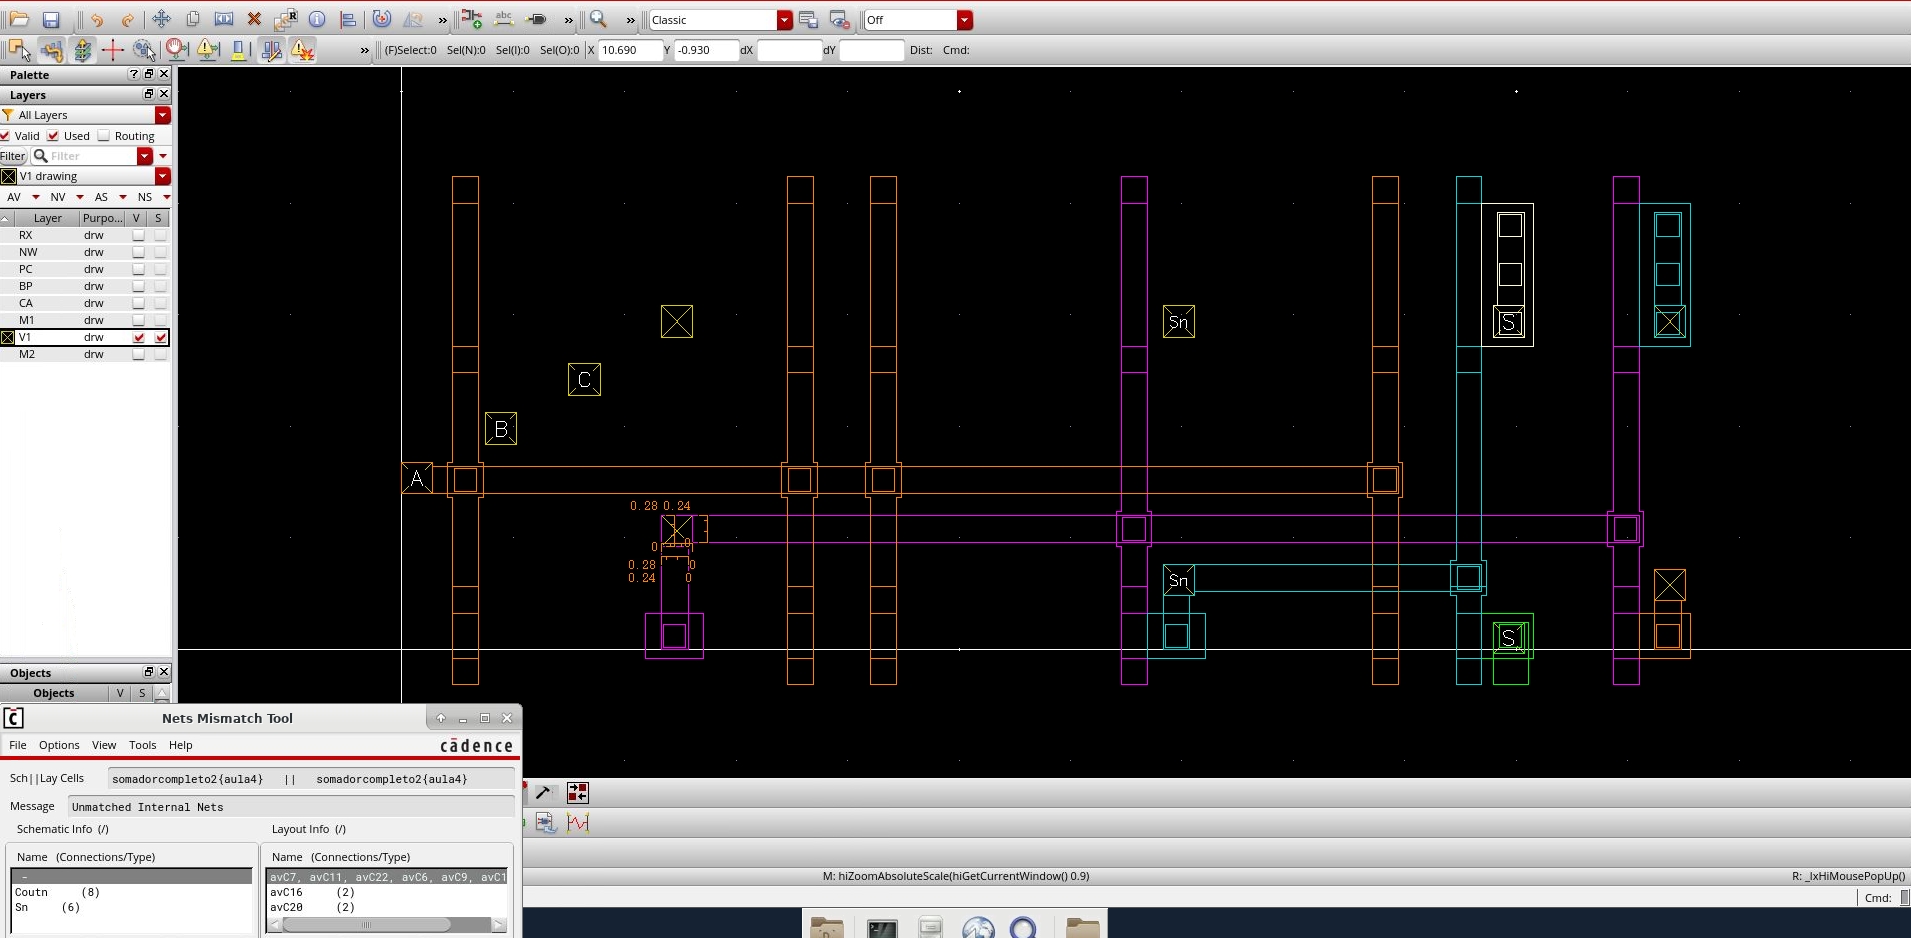 Classic
Off
(F)Select:0 Sel(N):0 Sel(I):0 Sel(O):0 X 10.690 Y -0.930 dX dY Dist: Cmd:
Palette
Layers
All Layers
Valid Used Routing
Filter Filter
V1 drawing
AV NV AS NS
Layer Purpo... V S
RX drw
NW drw
PC drw
BP drw
CA drw
M1 drw
V1 drw
M2 drw
Objects
Objects V S
Sn
S
C
B
A
0.28 0.24
0 0
0.28 0
0.24 0
Sn
S
Nets Mismatch Tool
File Options View Tools Help
cādence
Sch||Lay Cells somadorcompleto2{aula4} || somadorcompleto2{aula4}
Message Unmatched Internal Nets
Schematic Info (/) Layout Info (/)
Name (Connections/Type) Name (Connections/Type)
- avC7, avC11, avC22, avC6, avC9, avC1
Coutn (8) avC16 (2)
Sn (6) avC20 (2)
M: hiZoomAbsoluteScale(hiGetCurrentWindow() 0.9) R: _lxHiMousePopUp()
Cmd: